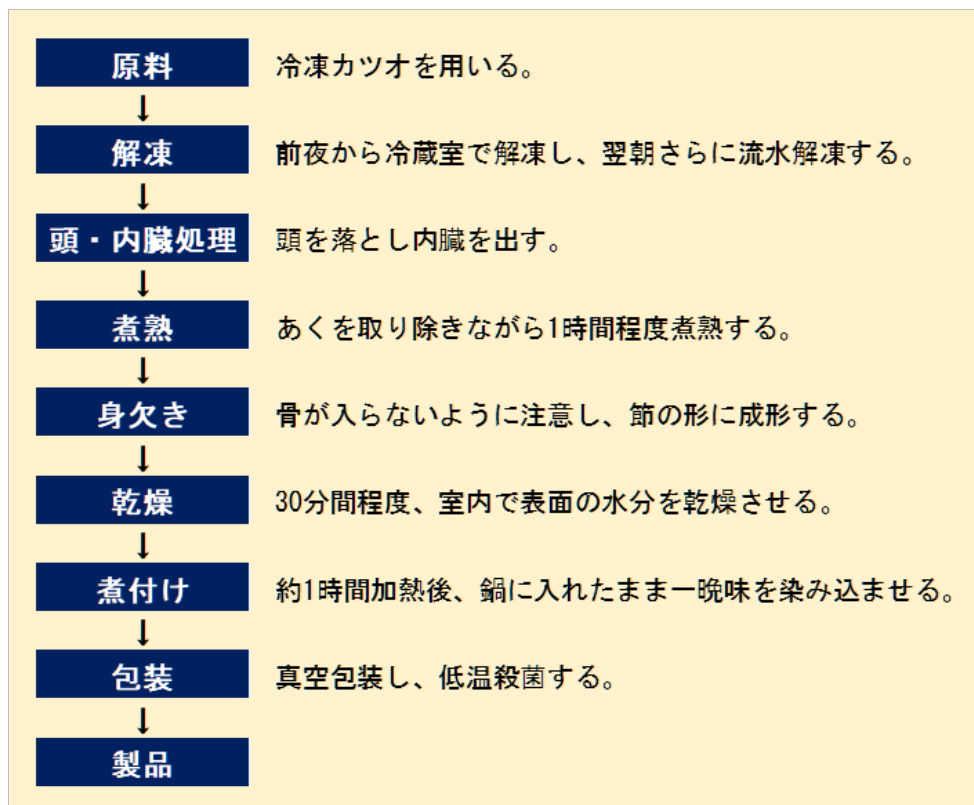 原料 冷凍カツオを用いる。
↓
解凍 前夜から冷蔵室で解凍し、翌朝さらに流水解凍する。
↓
頭・内臓処理 頭を落とし内臓を出す。
↓
煮熟 あくを取り除きながら1時間程度煮熟する。
↓
身欠き 骨が入らないように注意し、節の形に成形する。
↓
乾燥 30分間程度、室内で表面の水分を乾燥させる。
↓
煮付け 約1時間加熱後、鍋に入れたまま一晩味を染み込ませる。
↓
包装 真空包装し、低温殺菌する。
↓
製品